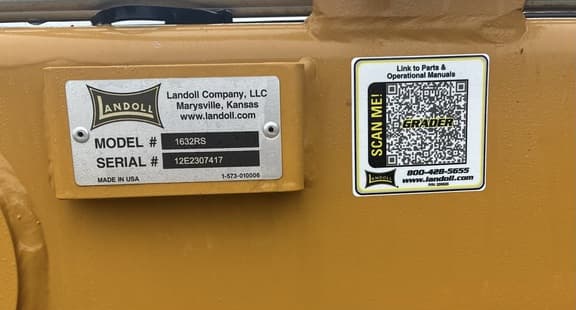 LANDOLL
Landoll Company, LLC
Marysville, Kansas
www.landoll.com
MODEL # 1632RS
SERIAL # 12E2307417
MADE IN USA
1-573-010006
Link to Parts &
Operational Manuals
SCAN ME!
GRADER
LANDOLL
800-428-5655
www.landoll.com